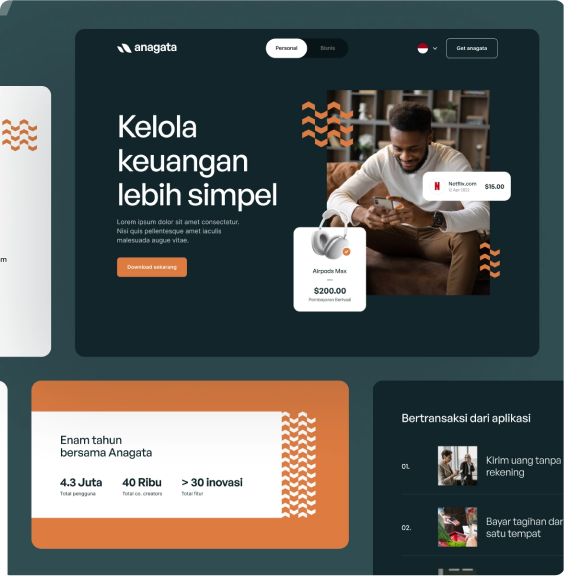 anagata
Personal
Bisnis
Get anagata
Kelola
keuangan
lebih simpel
Lorem ipsum dolor sit amet consectetur.
Nisi quis pellentesque amet iaculis
malesuada augue vitae.
Download sekarang
N
Netflix.com
$15.00
Airpods Max
$200.00
m
Enam tahun
bersama Anagata
4.3 Juta
40 Ribu
> 30 inovasi
Total pengguna
Total co. creators
Total fitur
Bertransaksi dari aplikasi
01.
Kirim uang tanpa
rekening
02.
Bayar tagihan dar
satu tempat